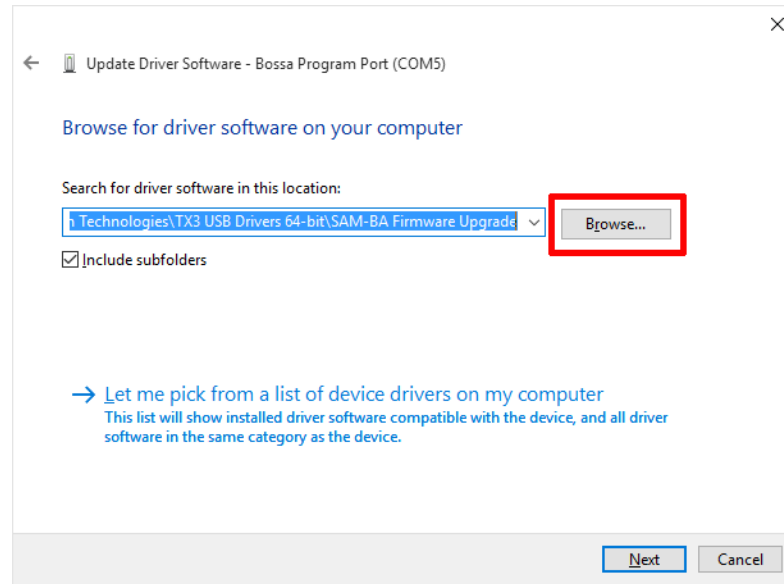 Update Driver Software - Bossa Program Port (COM5)
Browse for driver software on your computer
Search for driver software in this location:
n Technologies\TX3 USB Drivers 64-bit\SAM-BA Firmware Upgrade
Browse...
Include subfolders
Let me pick from a list of device drivers on my computer
This list will show installed driver software compatible with the device, and all driver
software in the same category as the device.
Next
Cancel